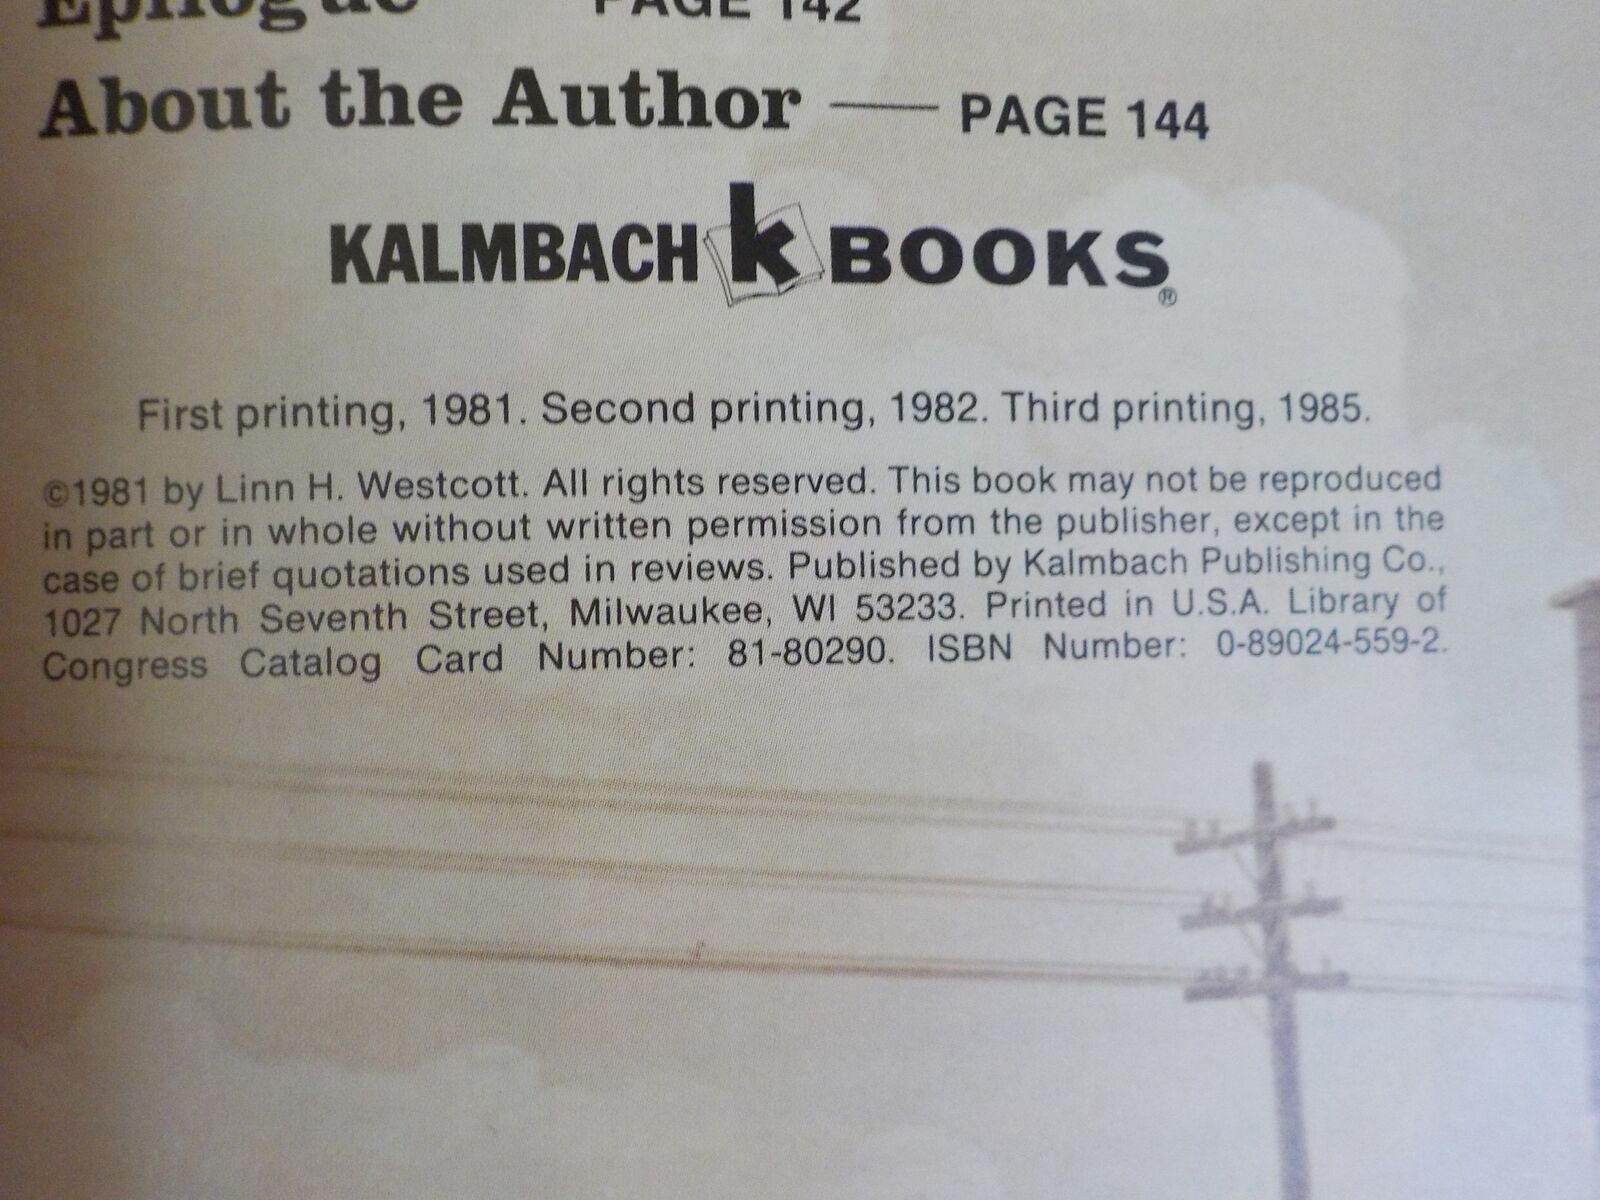 Epilogue PAGE 142
About the Author — PAGE 144
KALMBACH k BOOKS®
First printing, 1981. Second printing, 1982. Third printing, 1985.
©1981 by Linn H. Westcott. All rights reserved. This book may not be reproduced
in part or in whole without written permission from the publisher, except in the
case of brief quotations used in reviews. Published by Kalmbach Publishing Co.,
1027 North Seventh Street, Milwaukee, WI 53233. Printed in U.S.A. Library of
Congress Catalog Card Number: 81-80290. ISBN Number: 0-89024-559-2.